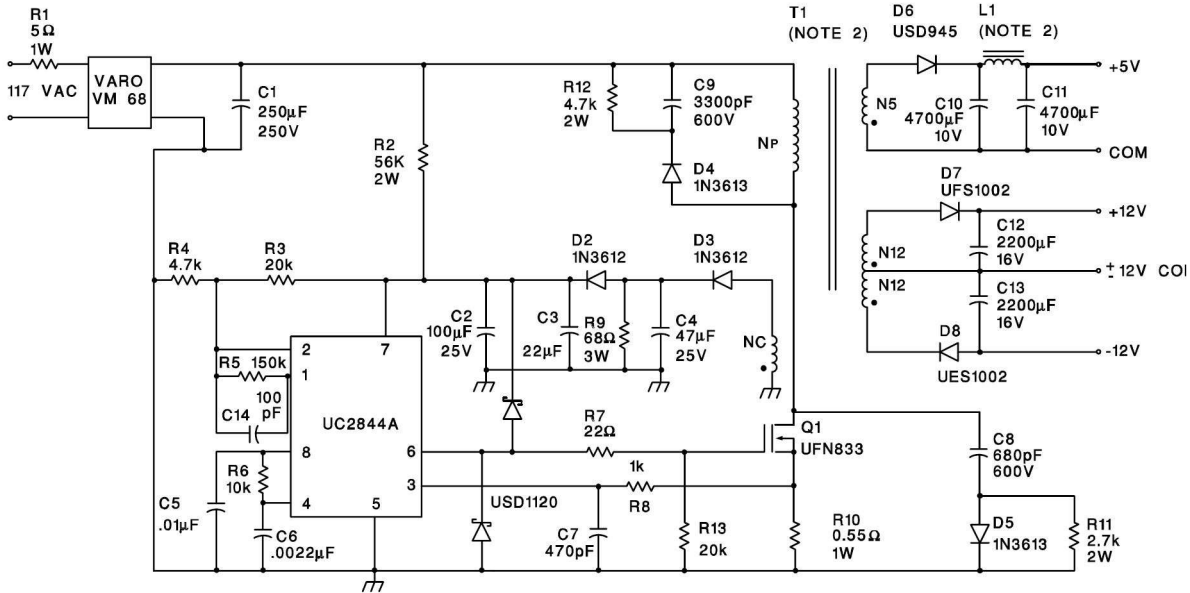 R1
5Ω
1W
117 VAC
VARO
VM 68
C1
250µF
250V
R2
56K
2W
R12
4.7k
2W
C9
3300pF
600V
D4
1N3613
NP
T1
(NOTE 2)
D6
USD945
L1
(NOTE 2)
+5V
N5
C10
4700µF
10V
C11
4700µF
10V
COM
D7
UFS1002
+12V
N12
C12
2200µF
16V
± 12V COI
N12
C13
2200µF
16V
D8
UES1002
-12V
R4
4.7k
R3
20k
D2
1N3612
D3
1N3612
C2
100µF
25V
C3
22µF
R9
68Ω
3W
C4
47µF
25V
NC
2
7
R5 150k
1
100
pF
C14
UC2844A
8
6
R6
10k
3
4
5
C5
.01µF
C6
.0022µF
USD1120
R7
22Ω
1k
R8
C7
470pF
R13
20k
Q1
UFN833
R10
0.55Ω
1W
C8
680pF
600V
D5
1N3613
R11
2.7k
2W